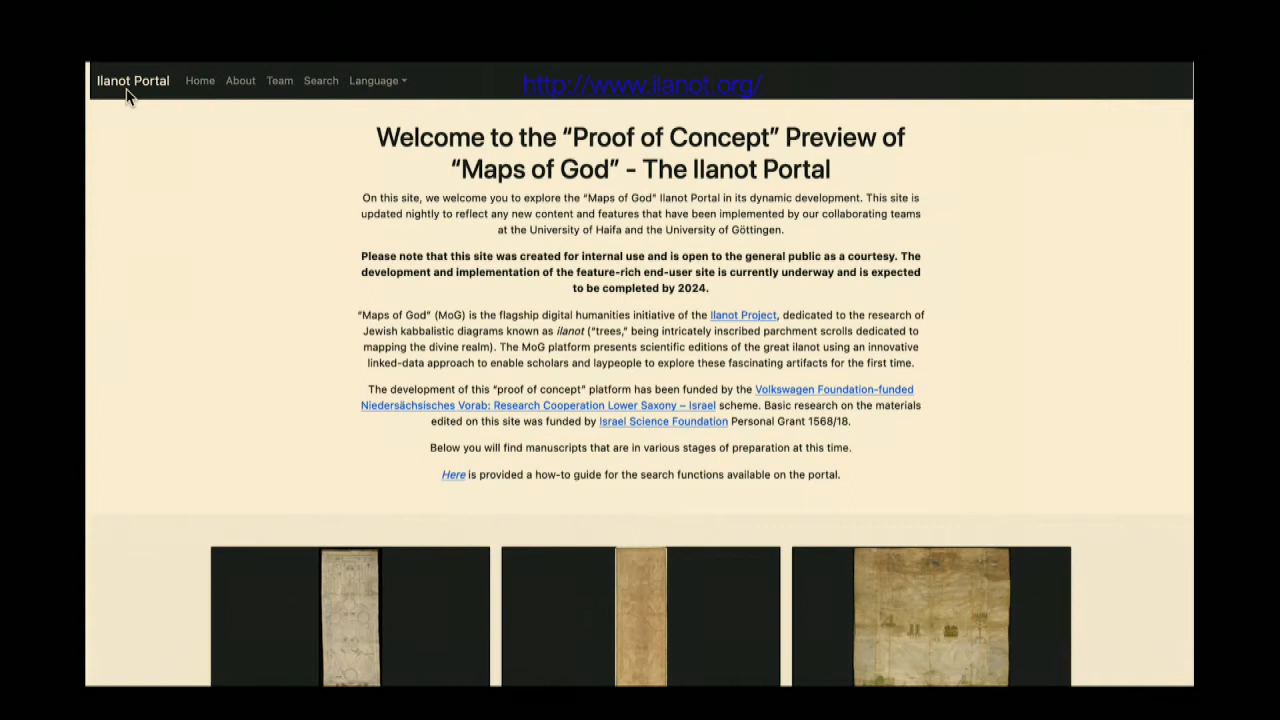 Ilanot Portal Home About Team Search Language http://www.ilanot.org/
Welcome to the “Proof of Concept” Preview of
“Maps of God” - The Ilanot Portal
On this site, we welcome you to explore the “Maps of God” Ilanot Portal in its dynamic development. This site is
updated nightly to reflect any new content and features that have been implemented by our collaborating teams
at the University of Haifa and the University of Göttingen.
Please note that this site was created for internal use and is open to the general public as a courtesy. The
development and implementation of the feature-rich end-user site is currently underway and is expected
to be completed by 2024.
“Maps of God” (MoG) is the flagship digital humanities initiative of the Ilanot Project, dedicated to the research of
Jewish kabbalistic diagrams known as ilanot (“trees,” being intricately inscribed parchment scrolls dedicated to
mapping the divine realm). The MoG platform presents scientific editions of the great ilanot using an innovative
linked-data approach to enable scholars and laypeople to explore these fascinating artifacts for the first time.
The development of this “proof of concept” platform has been funded by the Volkswagen Foundation-funded
Niedersächsisches Vorab: Research Cooperation Lower Saxony – Israel scheme. Basic research on the materials
edited on this site was funded by Israel Science Foundation Personal Grant 1568/18.
Below you will find manuscripts that are in various stages of preparation at this time.
Here is provided a how-to guide for the search functions available on the portal.